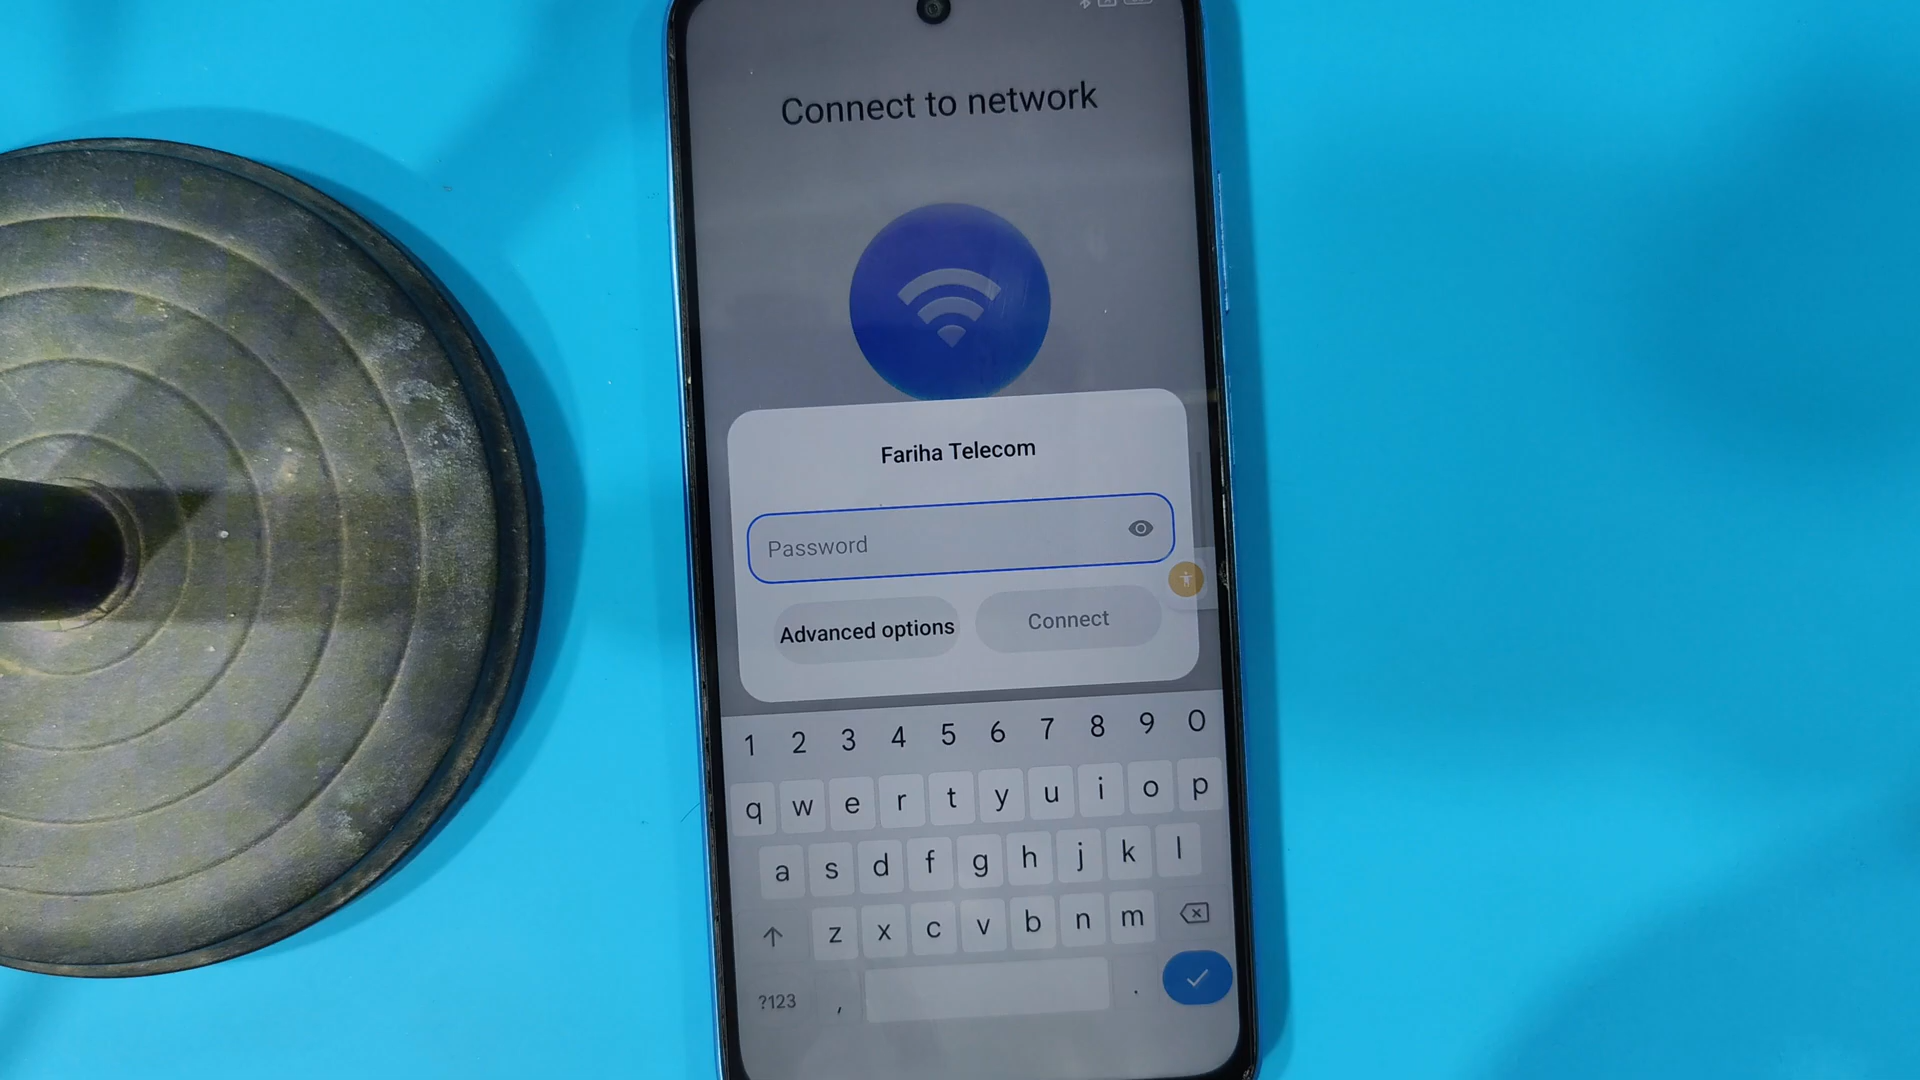 Connect to network
Fariha Telecom
Password
Advanced options Connect
1 2 3 4 5 6 7 8 9 0
q w e r t y u i o p
a s d f g h j k l
z x c v b n m
?123 , .